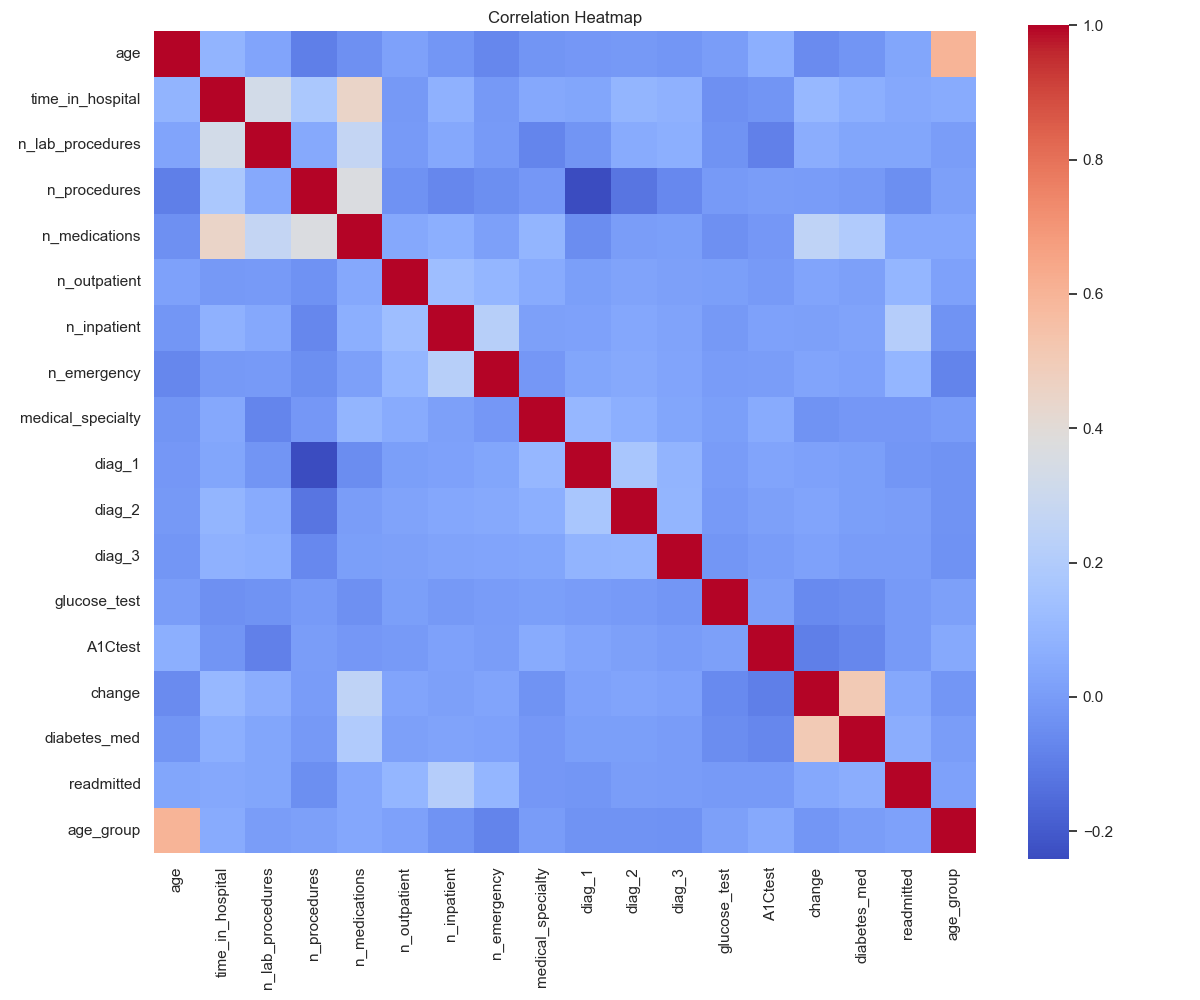 Correlation Heatmap
age
time_in_hospital
n_lab_procedures
n_procedures
n_medications
n_outpatient
n_inpatient
n_emergency
medical_specialty
diag_1
diag_2
diag_3
glucose_test
A1Ctest
change
diabetes_med
readmitted
age_group
age
time_in_hospital
n_lab_procedures
n_procedures
n_medications
n_outpatient
n_inpatient
n_emergency
medical_specialty
diag_1
diag_2
diag_3
glucose_test
A1Ctest
change
diabetes_med
readmitted
age_group
1.0
0.8
0.6
0.4
0.2
0.0
−0.2